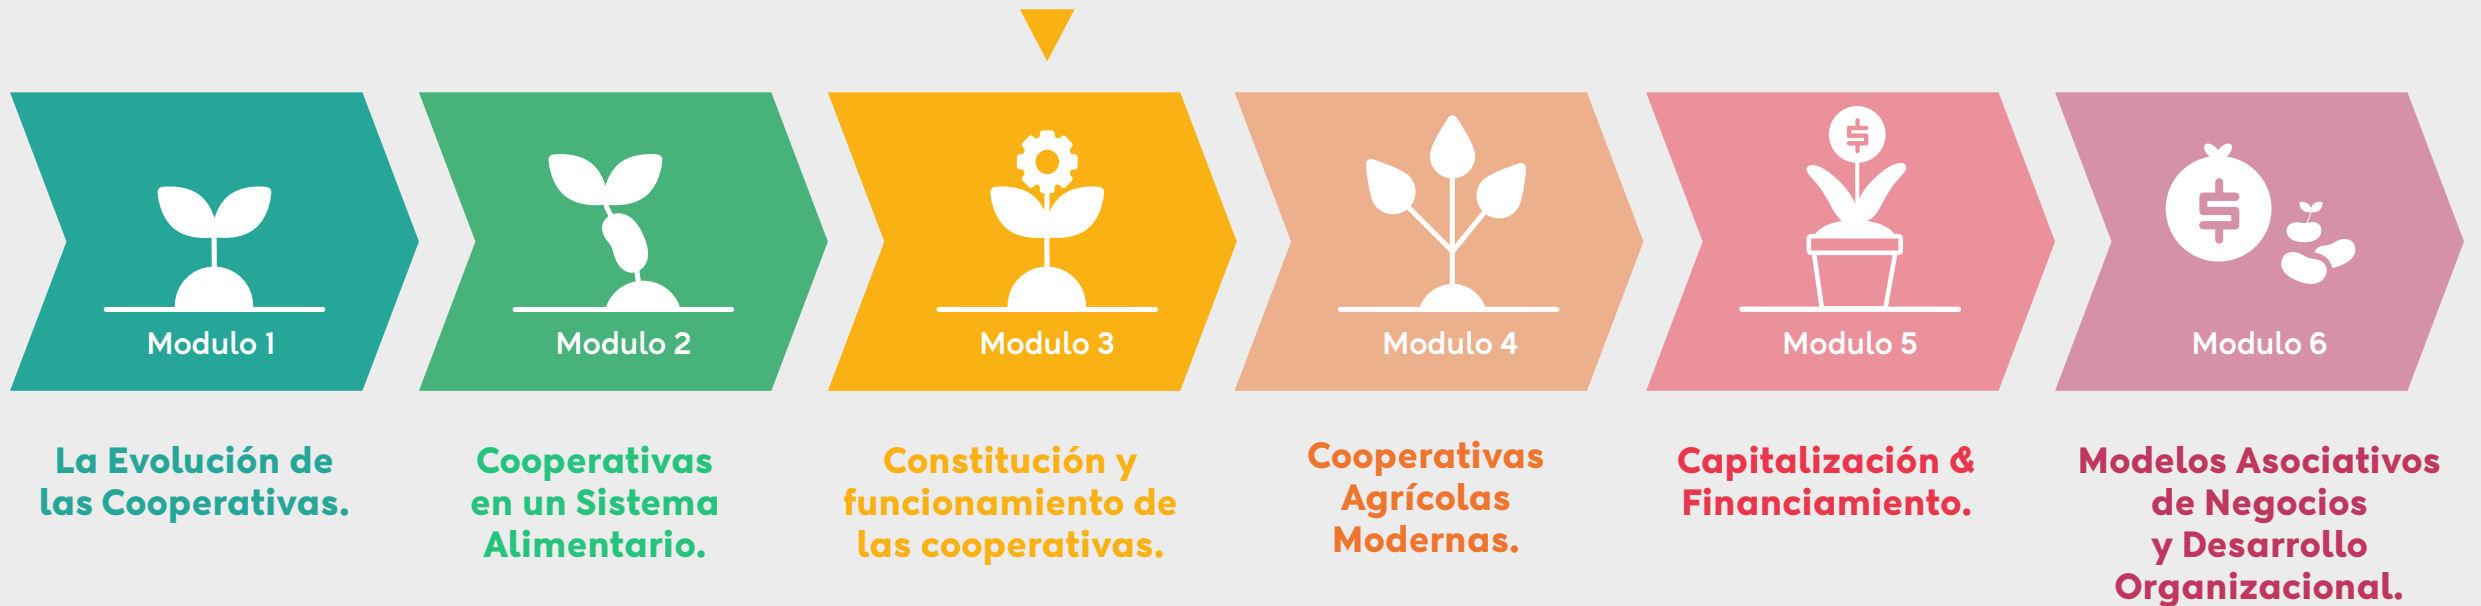 Modulo 1
Modulo 2
Modulo 3
Modulo 4
Modulo 5
Modulo 6
La Evolución de
las Cooperativas.
Cooperativas
en un Sistema
Alimentario.
Constitución y
funcionamiento de
las cooperativas.
Cooperativas
Agrícolas
Modernas.
Capitalización &
Financiamiento.
Modelos Asociativos
de Negocios
y Desarrollo
Organizacional.